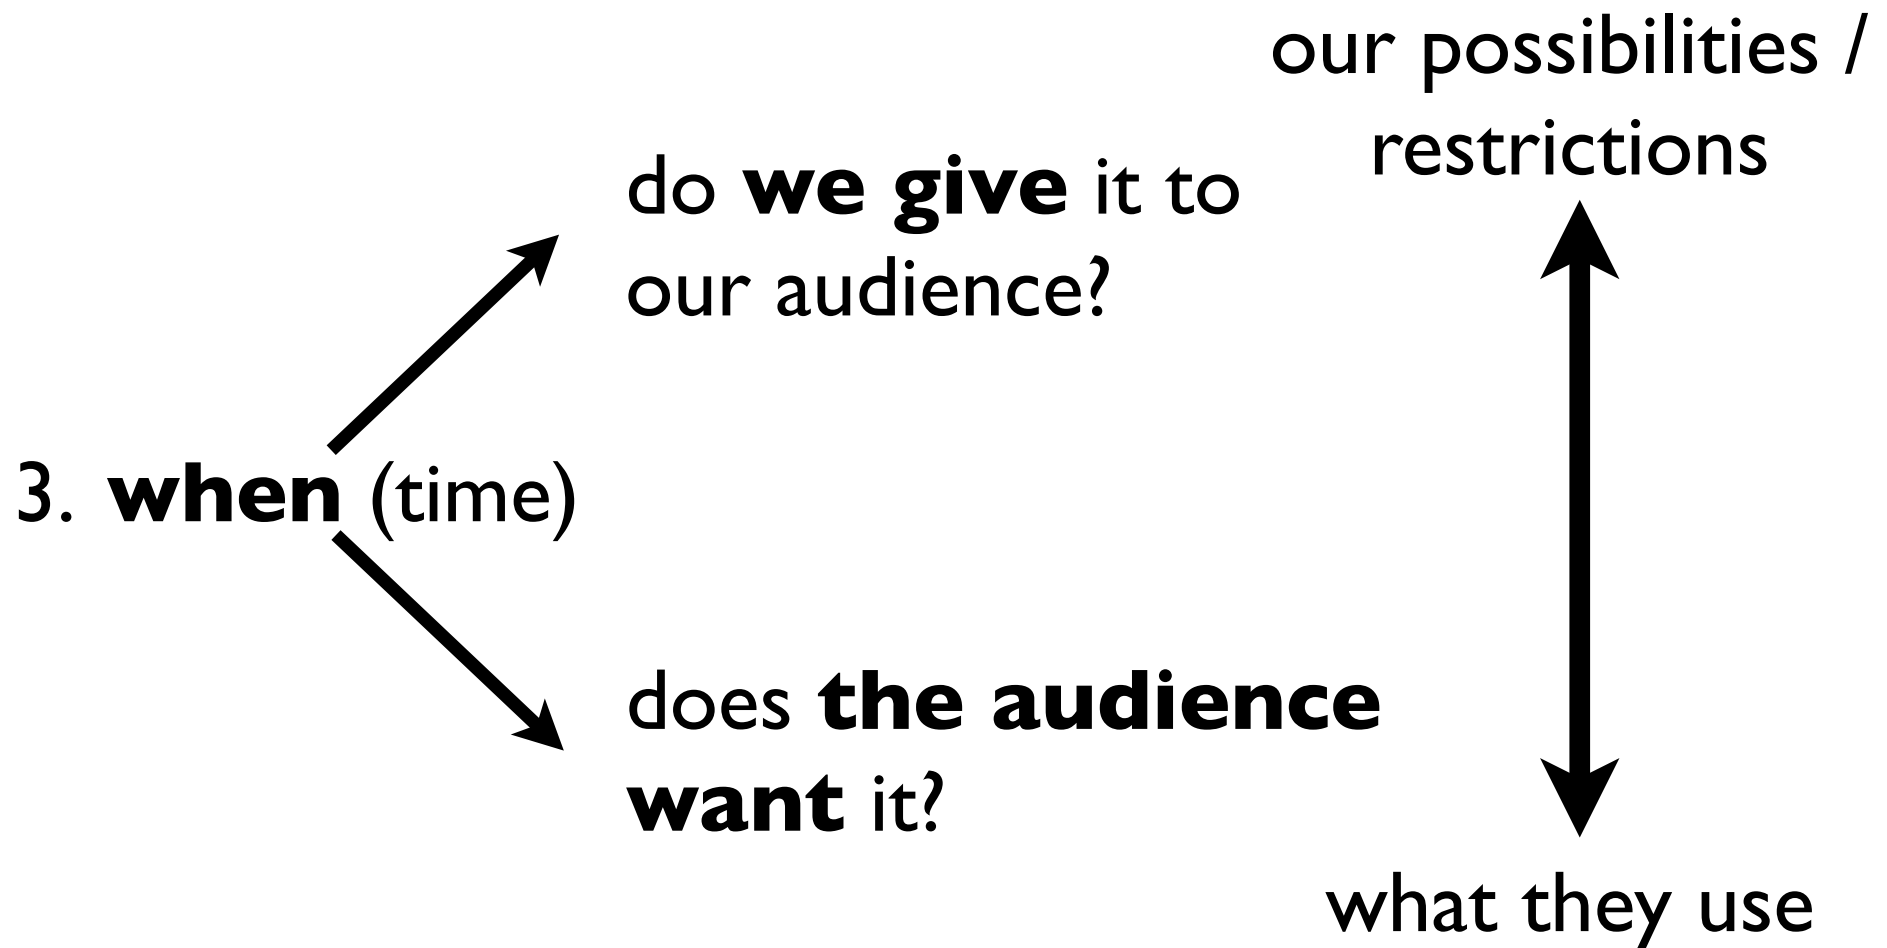 our possibilities /
restrictions
do we give it to
our audience?
3. when (time)
does the audience
want it?
what they use